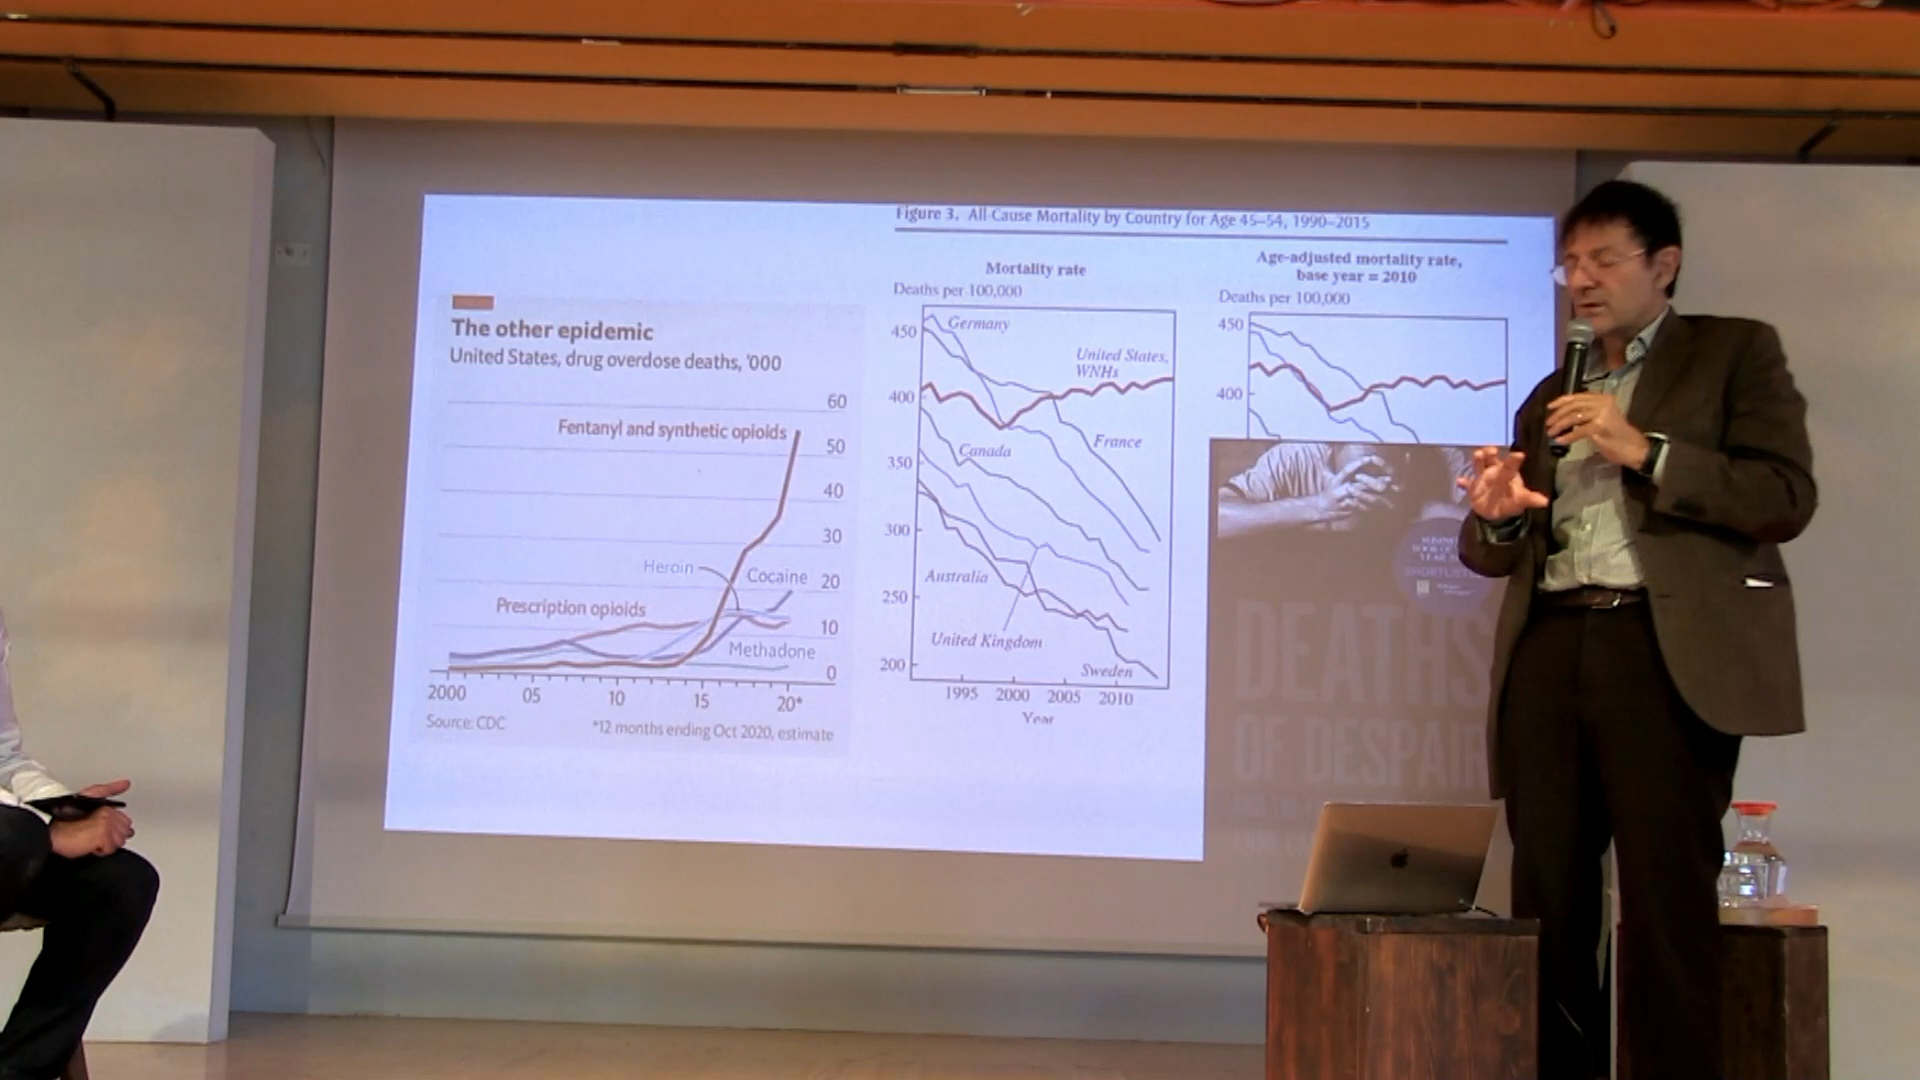 The other epidemic
United States, drug overdose deaths, '000
60
50
40
30
20
10
0
Fentanyl and synthetic opioids
Heroin
Cocaine
Prescription opioids
Methadone
2000 05 10 15 20*
Source: CDC
*12 months ending Oct 2020, estimate
Figure 3. All-Cause Mortality by Country for Age 45–54, 1990–2015
Mortality rate
Deaths per 100,000
450
400
350
300
250
200
Germany
United States,
WNHs
France
Canada
Australia
United Kingdom
Sweden
1995 2000 2005 2010
Year
Age-adjusted mortality rate,
base year = 2010
Deaths per 100,000
450
400
SHORTLISTED
DEATHS
OF DESPAIR